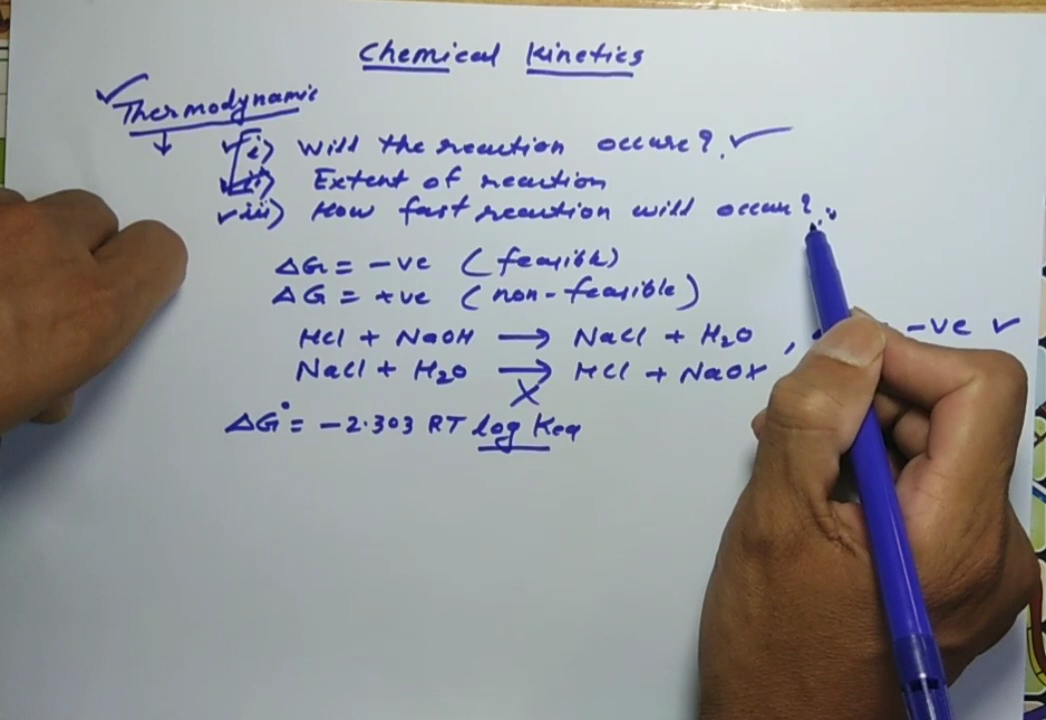 Chemical Kinetics
Thermodynamic
i) Will the reaction occure?
ii) Extent of reaction
iii) How fast reaction will occur?
ΔG = -ve (feasible)
ΔG = +ve (non-feasible)
HCl + NaOH → NaCl + H₂O , -ve ✓
NaCl + H₂O → HCl + NaOH
X
ΔG° = -2.303 RT log Keq